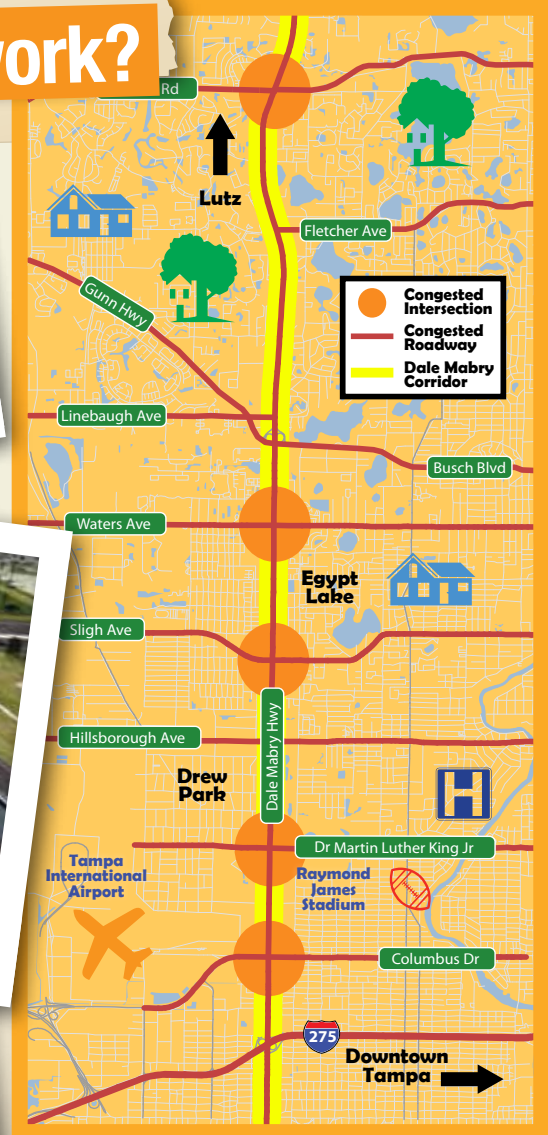 work?
Rd
Lutz
Fletcher Ave
Gunn Hwy
Congested
Intersection
Congested
Roadway
Dale Mabry
Corridor
Linebaugh Ave
Busch Blvd
Waters Ave
Egypt
Lake
Sligh Ave
Dale Mabry Hwy
Hillsborough Ave
Drew
Park
H
Dr Martin Luther King Jr
Tampa
International
Airport
Raymond
James
Stadium
Columbus Dr
275
Downtown
Tampa